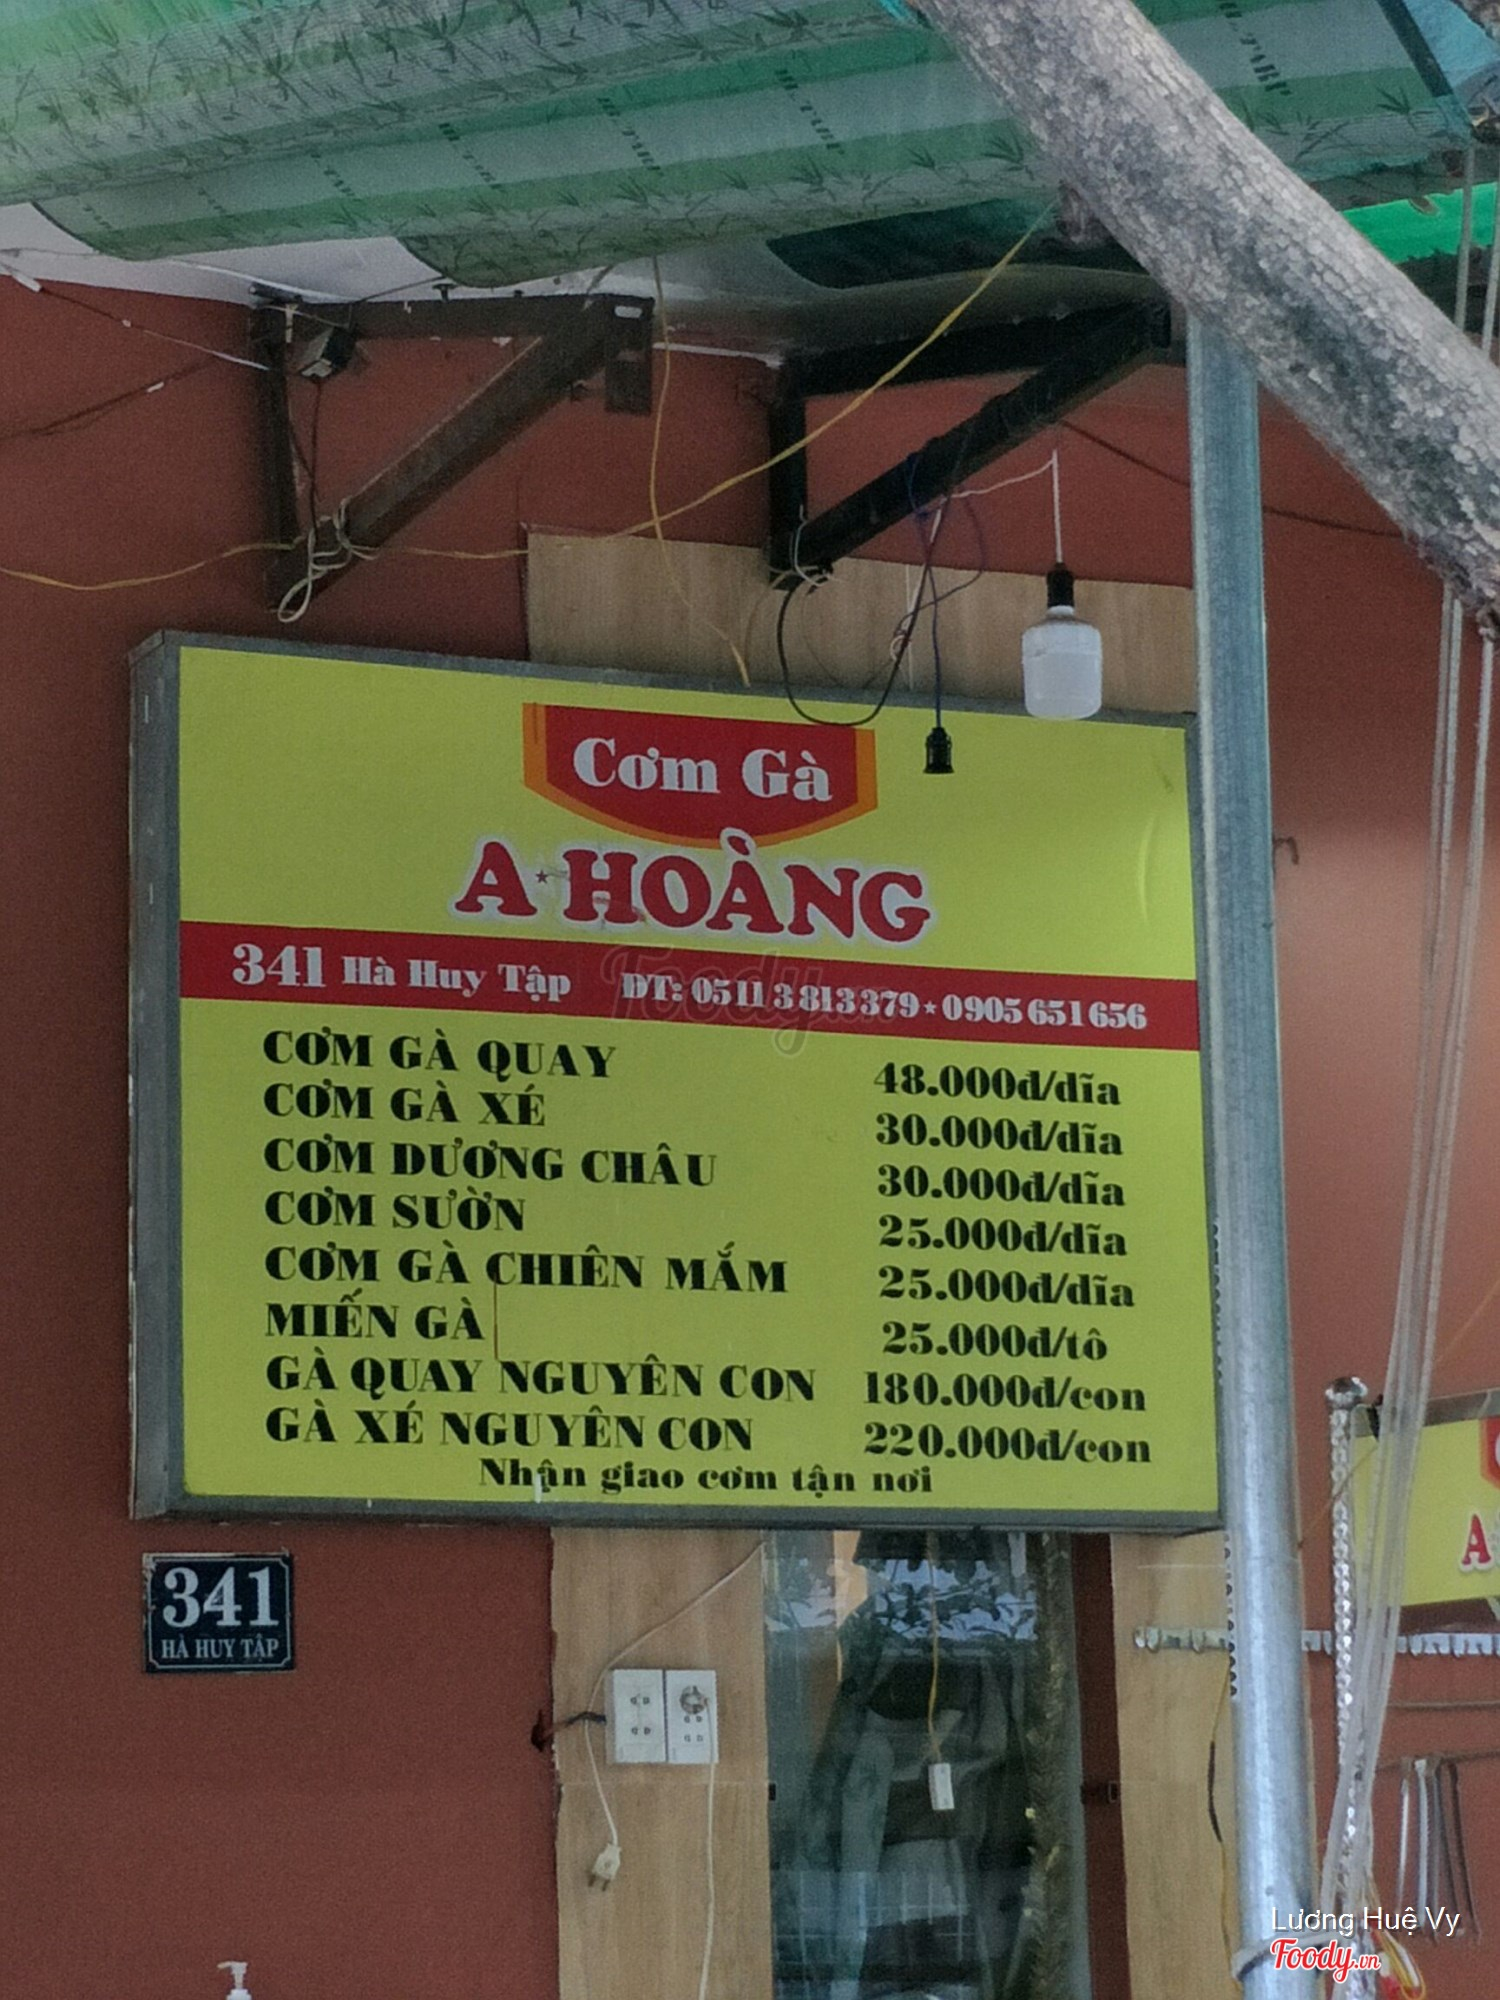 Cơm Gà
A*HOÀNG
341 Hà Huy Tập ĐT: 0511 3 813 379 * 0905 651 656
CƠM GÀ QUAY 48.000đ/dĩa
CƠM GÀ XÉ 30.000đ/dĩa
CƠM DƯƠNG CHÂU 30.000đ/dĩa
CƠM SƯỜN 25.000đ/dĩa
CƠM GÀ CHIÊN MẮM 25.000đ/dĩa
MIẾN GÀ 25.000đ/tô
GÀ QUAY NGUYÊN CON 180.000đ/con
GÀ XÉ NGUYÊN CON 220.000đ/con
Nhận giao cơm tận nơi
341
HÀ HUY TẬP
A
Lương Huệ Vy
Foody.vn